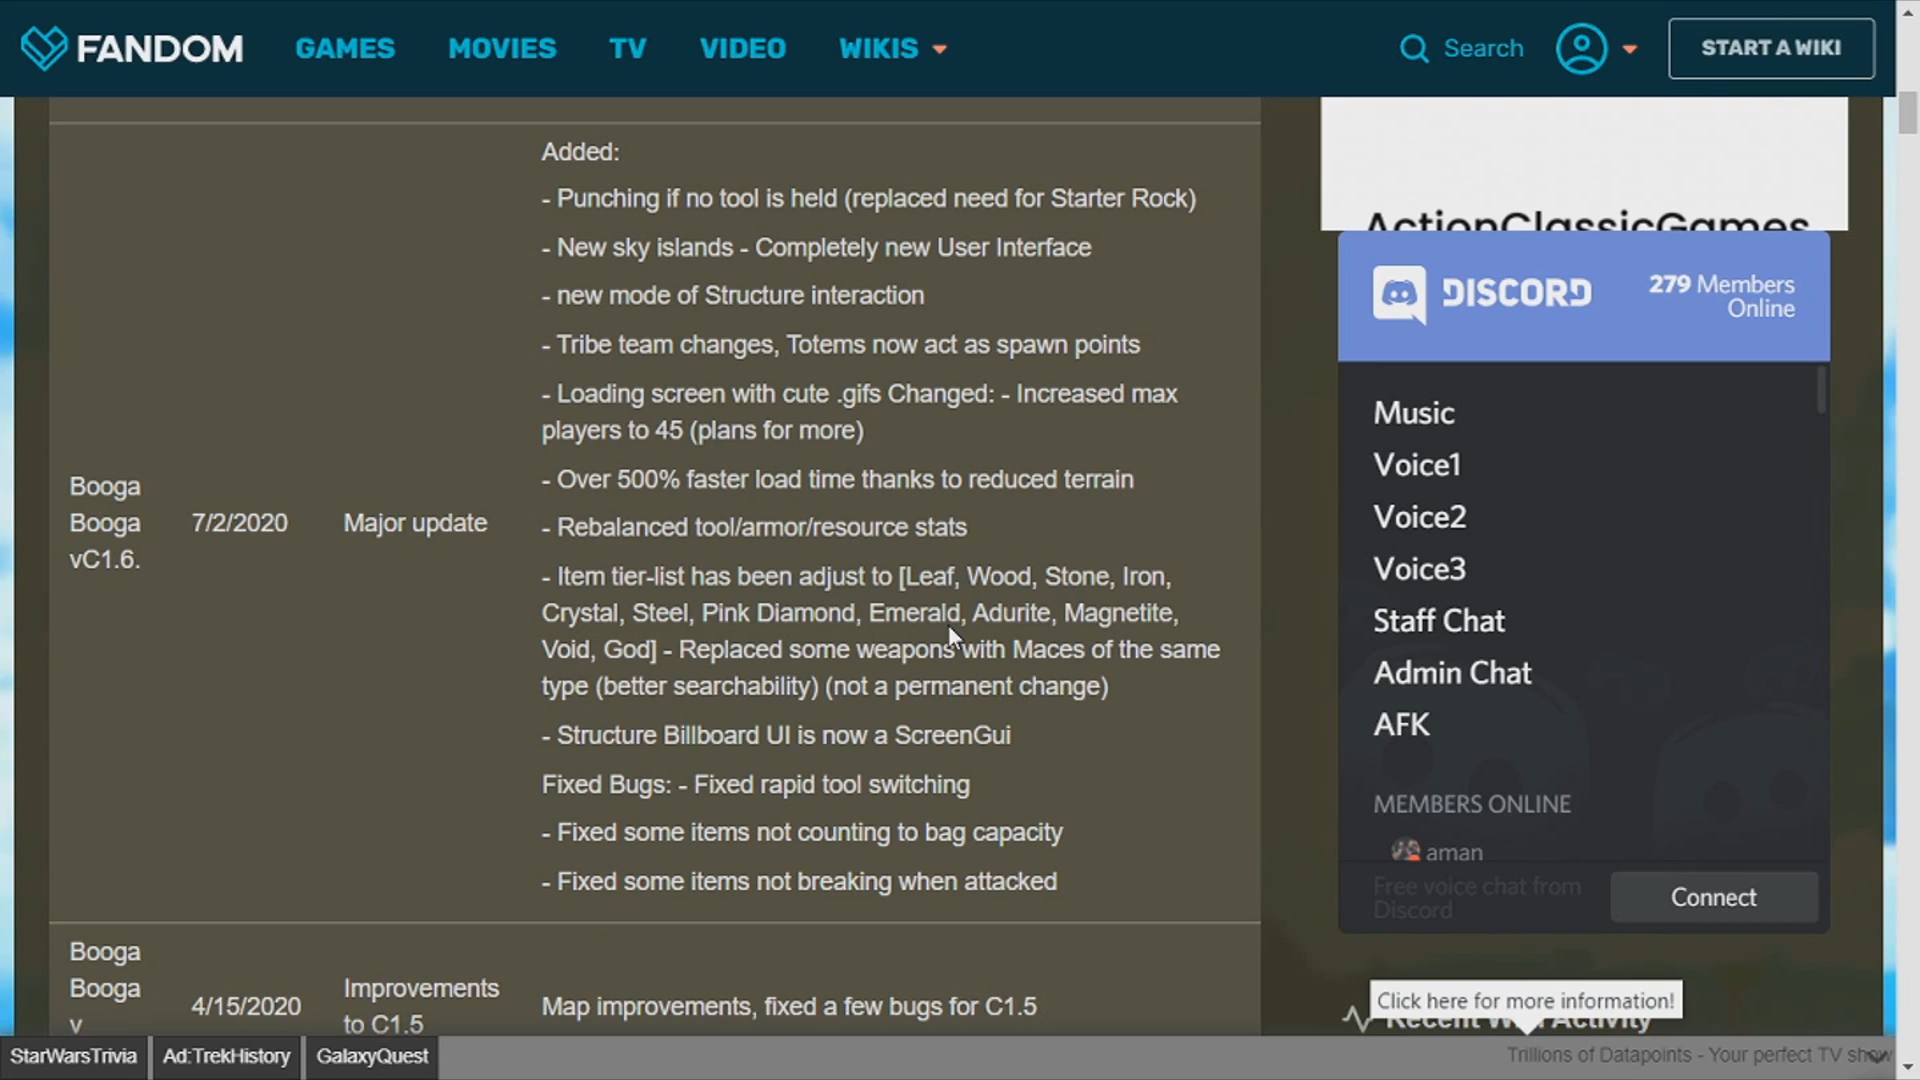 FANDOM GAMES MOVIES TV VIDEO WIKIS Search START A WIKI
Added:
- Punching if no tool is held (replaced need for Starter Rock)
- New sky islands - Completely new User Interface
- new mode of Structure interaction
- Tribe team changes, Totems now act as spawn points
- Loading screen with cute .gifs Changed: - Increased max
players to 45 (plans for more)
- Over 500% faster load time thanks to reduced terrain
- Rebalanced tool/armor/resource stats
- Item tier-list has been adjust to [Leaf, Wood, Stone, Iron,
Crystal, Steel, Pink Diamond, Emerald, Adurite, Magnetite,
Void, God] - Replaced some weapons with Maces of the same
type (better searchability) (not a permanent change)
- Structure Billboard UI is now a ScreenGui
Fixed Bugs: - Fixed rapid tool switching
- Fixed some items not counting to bag capacity
- Fixed some items not breaking when attacked
Booga
Booga
vC1.6.
7/2/2020
Major update
Booga
Booga
v
4/15/2020
Improvements
to C1.5
Map improvements, fixed a few bugs for C1.5
ActionClassicGames
DISCORD
279 Members
Online
Music
Voice1
Voice2
Voice3
Staff Chat
Admin Chat
AFK
MEMBERS ONLINE
aman
Free voice chat from
Discord
Connect
Click here for more information!
Recent Wiki Activity
StarWarsTrivia Ad:TrekHistory GalaxyQuest
Trillions of Datapoints - Your perfect TV show